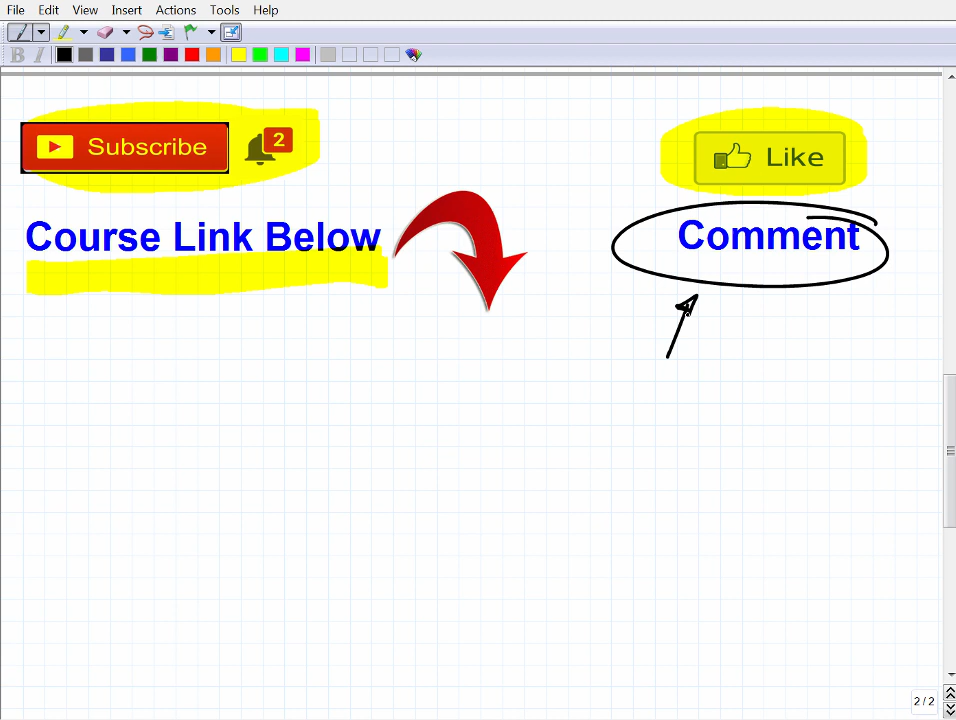 File Edit View Insert Actions Tools Help
B I
Subscribe 2
Like
Course Link Below
Comment
2 / 2